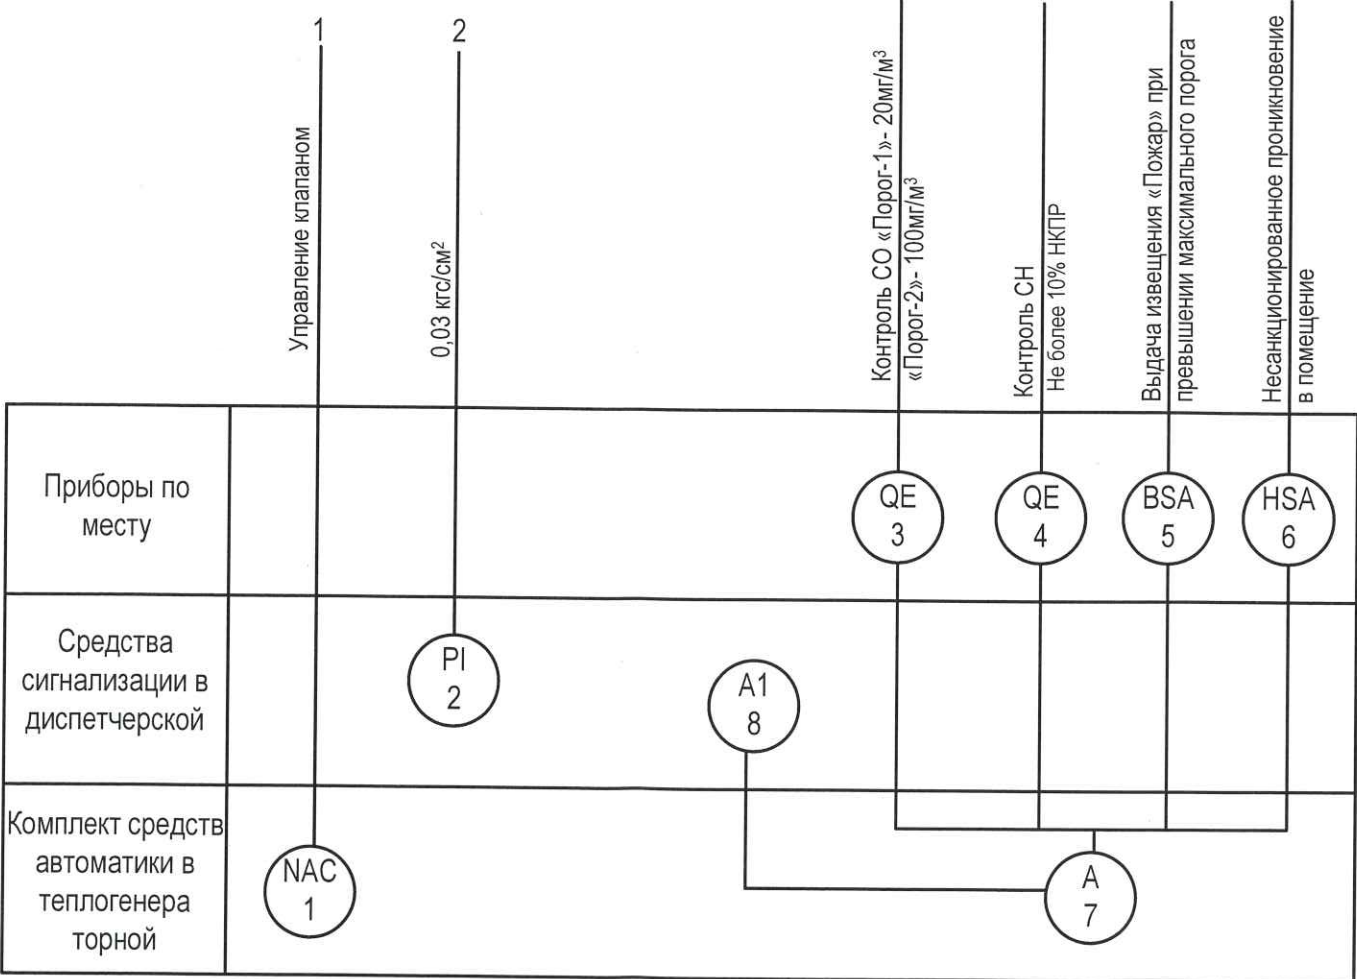 1
2
Управление клапаном
0,03 кгс/см²
Контроль СО «Порог-1»- 20мг/м³
«Порог-2»- 100мг/м³
Контроль СН
Не более 10% НКПР
Выдача извещения «Пожар» при
превышении максимального порога
Несанкционированное проникновение
в помещение
Приборы по
месту
QE
3
QE
4
BSA
5
HSA
6
Средства
сигнализации в
диспетчерской
PI
2
A1
8
Комплект средств
автоматики в
теплогенера
торной
NAC
1
A
7